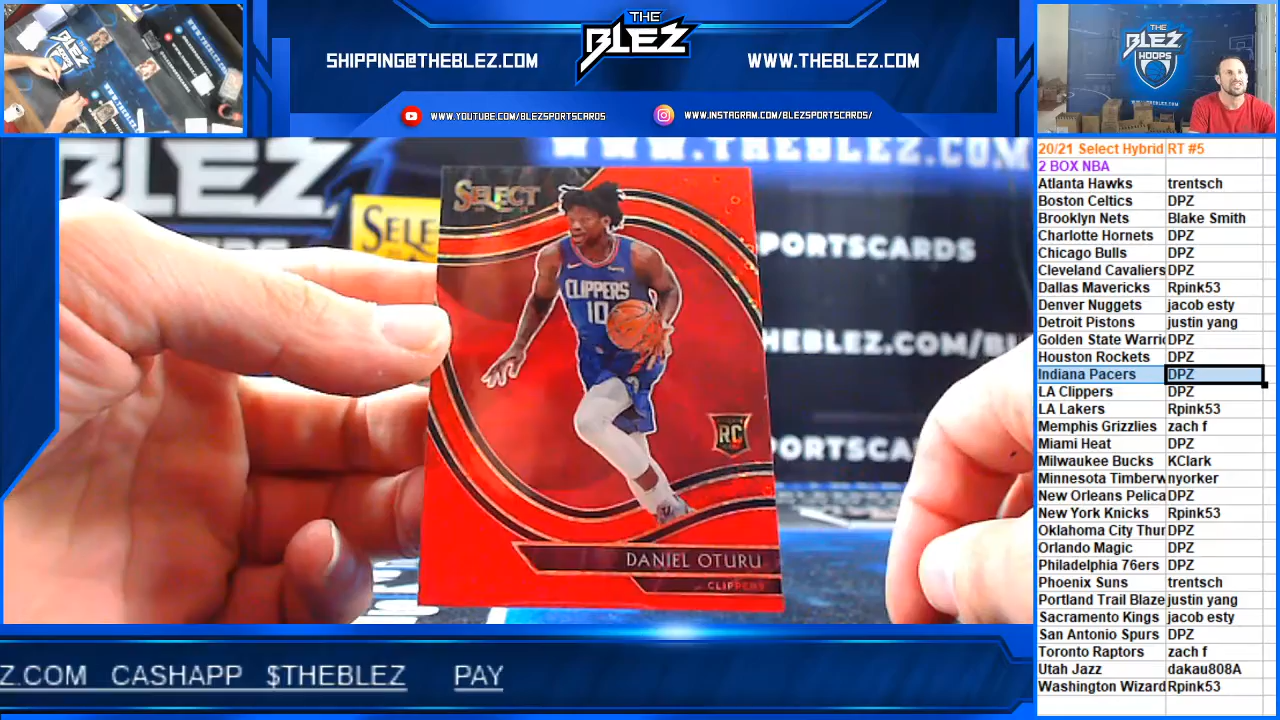 THE
BLEZ
SHIPPING@THEBLEZ.COM
WWW.THEBLEZ.COM
WWW.YOUTUBE.COM/BLEZSPORTSCARDS
WWW.INSTAGRAM.COM/BLEZSPORTSCARDS/
THE
BLEZ
HOOPS
WWW.THEBLEZ.COM
BLEZ
SELE
SELECT
SPORTSCARDS
THEBLEZ.COM/BL
SPORTSCA
CLIPPERS
10
RC
DANIEL OTURU
CLIPPERS
20/21 Select Hybrid RT #5
2 BOX NBA
Atlanta Hawks trentsch
Boston Celtics DPZ
Brooklyn Nets Blake Smith
Charlotte Hornets DPZ
Chicago Bulls DPZ
Cleveland Cavaliers DPZ
Dallas Mavericks Rpink53
Denver Nuggets jacob esty
Detroit Pistons justin yang
Golden State Warric DPZ
Houston Rockets DPZ
Indiana Pacers DPZ
LA Clippers DPZ
LA Lakers Rpink53
Memphis Grizzlies zach f
Miami Heat DPZ
Milwaukee Bucks KClark
Minnesota Timberw nyorker
New Orleans Pelica DPZ
New York Knicks Rpink53
Oklahoma City Thur DPZ
Orlando Magic DPZ
Philadelphia 76ers DPZ
Phoenix Suns trentsch
Portland Trail Blaze justin yang
Sacramento Kings jacob esty
San Antonio Spurs DPZ
Toronto Raptors zach f
Utah Jazz dakau808A
Washington Wizard Rpink53
Z.COM CASHAPP $THEBLEZ PAY